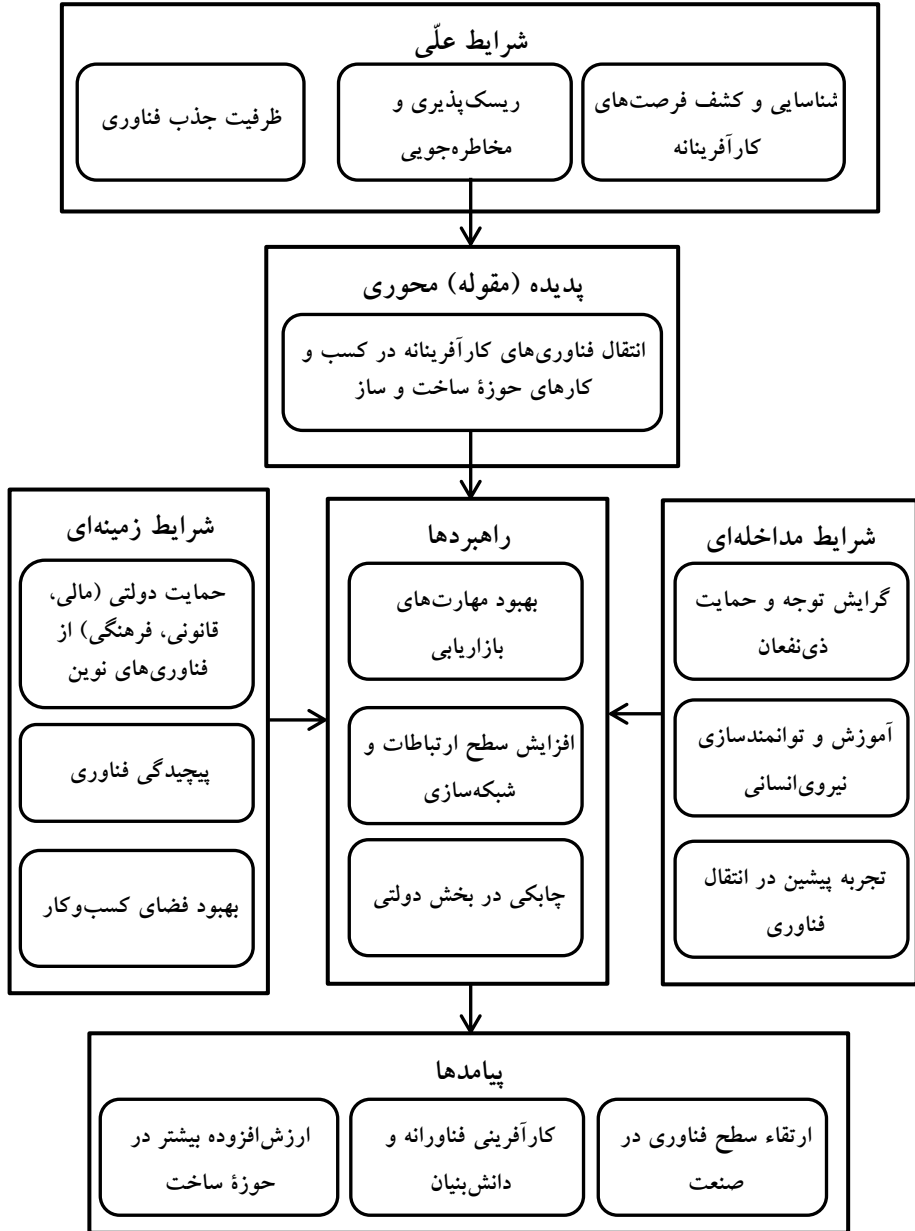 شرایط علّی
شناسایی و کشف فرصت‌های
کارآفرینانه
ریسک‌پذیری و
مخاطره‌جویی
ظرفیت جذب فناوری
پدیده (مقوله) محوری
انتقال فناوری‌های کارآفرینانه در کسب و
کارهای حوزهٔ ساخت و ساز
شرایط مداخله‌ای
گرایش توجه و حمایت
ذی‌نفعان
آموزش و توانمندسازی
نیروی‌انسانی
تجربه پیشین در انتقال
فناوری
راهبردها
بهبود مهارت‌های
بازاریابی
افزایش سطح ارتباطات و
شبکه‌سازی
چابکی در بخش دولتی
شرایط زمینه‌ای
حمایت دولتی (مالی،
قانونی، فرهنگی) از
فناوری‌های نوین
پیچیدگی فناوری
بهبود فضای کسب‌وکار
پیامدها
ارتقاء سطح فناوری در
صنعت
کارآفرینی فناورانه و
دانش‌بنیان
ارزش‌افزوده بیشتر در
حوزهٔ ساخت